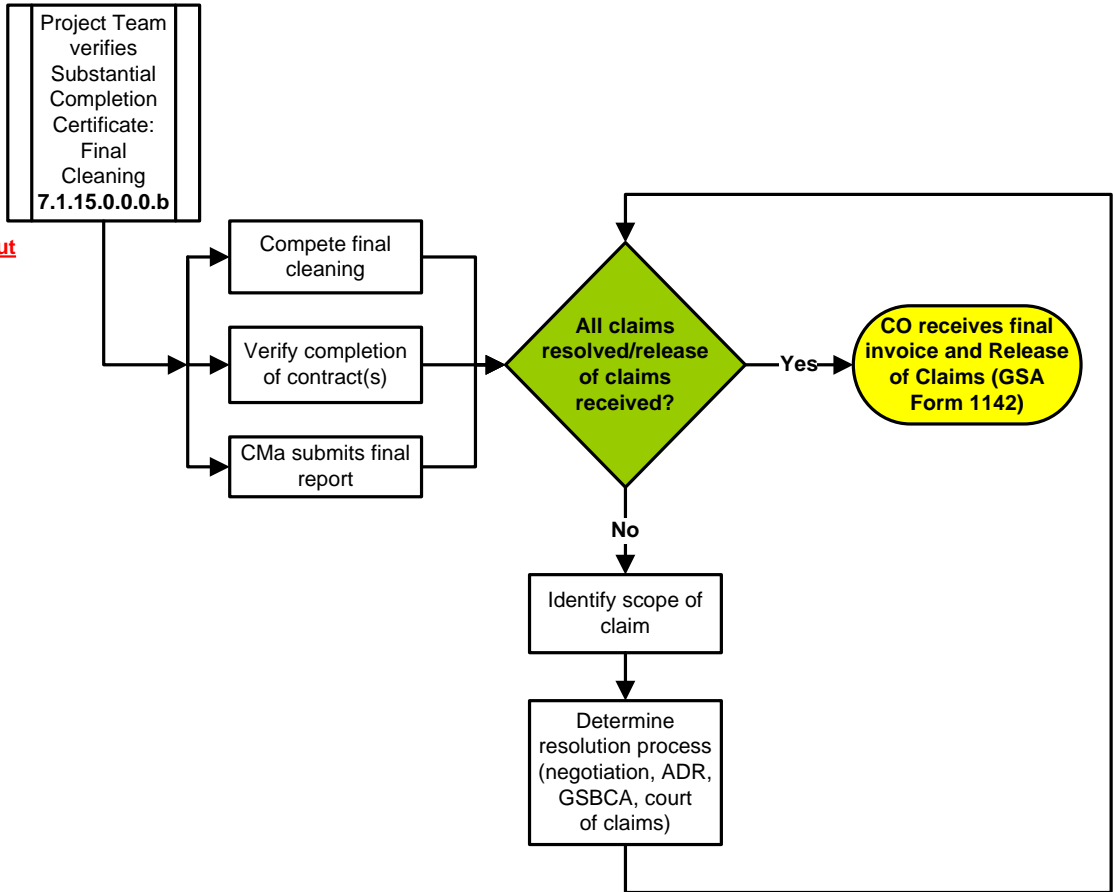 Project Team
verifies
Substantial
Completion
Certificate:
Final
Cleaning
7.1.15.0.0.0.b
ut
Compete final
cleaning
Verify completion
of contract(s)
CMa submits final
report
All claims
resolved/release
of claims
received?
Yes
CO receives final
invoice and Release
of Claims (GSA
Form 1142)
No
Identify scope of
claim
Determine
resolution process
(negotiation, ADR,
GSBCA, court
of claims)